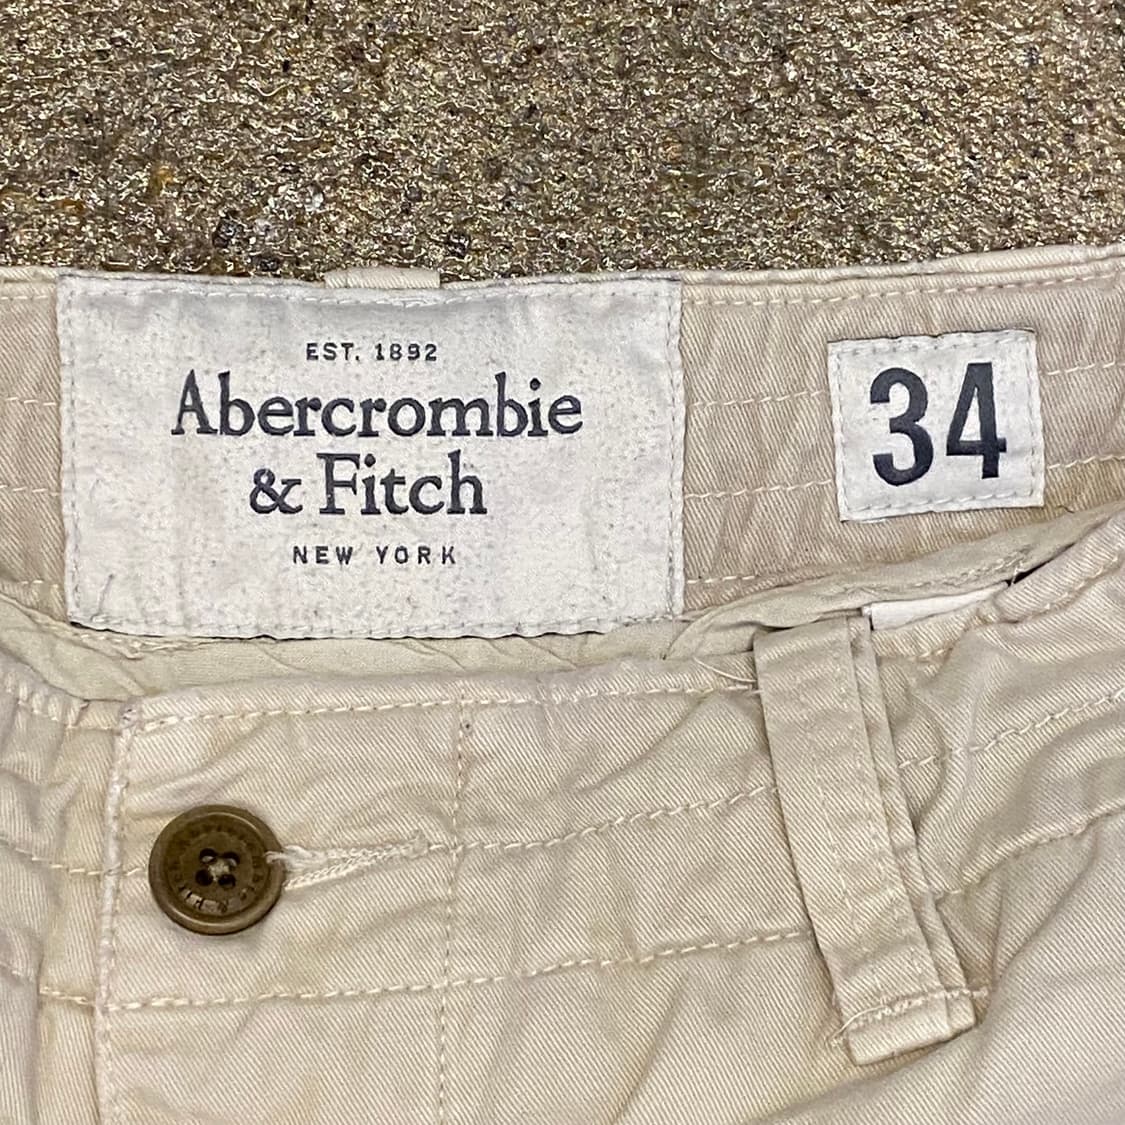 EST. 1892
Abercrombie
& Fitch
NEW YORK
34